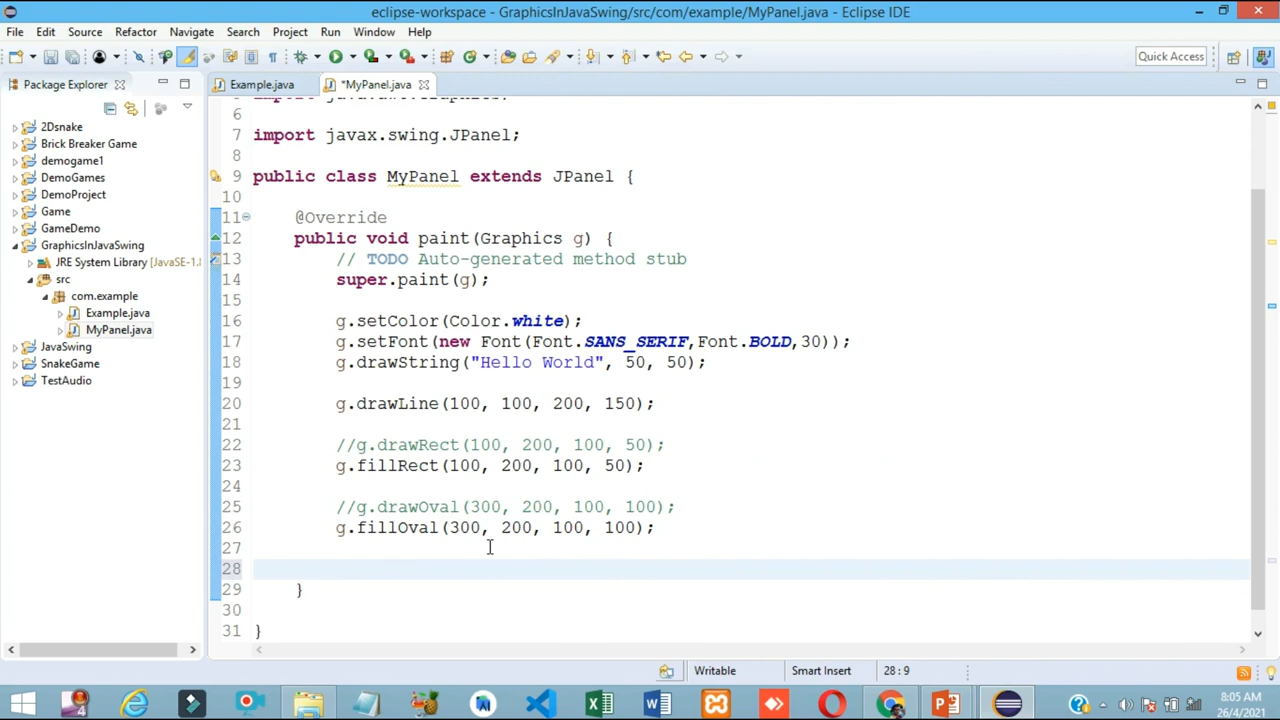 eclipse-workspace - GraphicsInJavaSwing/src/com/example/MyPanel.java - Eclipse IDE
File Edit Source Refactor Navigate Search Project Run Window Help
Quick Access
Package Explorer
Example.java
*MyPanel.java
2Dsnake
Brick Breaker Game
demogame1
DemoGames
DemoProject
Game
GameDemo
GraphicsInJavaSwing
JRE System Library [JavaSE-1.8
src
com.example
Example.java
MyPanel.java
JavaSwing
SnakeGame
TestAudio
6
7 import javax.swing.JPanel;
8
9 public class MyPanel extends JPanel {
10
11 @Override
12 public void paint(Graphics g) {
13 // TODO Auto-generated method stub
14 super.paint(g);
15
16 g.setColor(Color.white);
17 g.setFont(new Font(Font.SANS_SERIF,Font.BOLD,30));
18 g.drawString("Hello World", 50, 50);
19
20 g.drawLine(100, 100, 200, 150);
21
22 //g.drawRect(100, 200, 100, 50);
23 g.fillRect(100, 200, 100, 50);
24
25 //g.drawOval(300, 200, 100, 100);
26 g.fillOval(300, 200, 100, 100);
27
28
29 }
30
31 }
Writable
Smart Insert
28 : 9
8:05 AM
26/4/2021